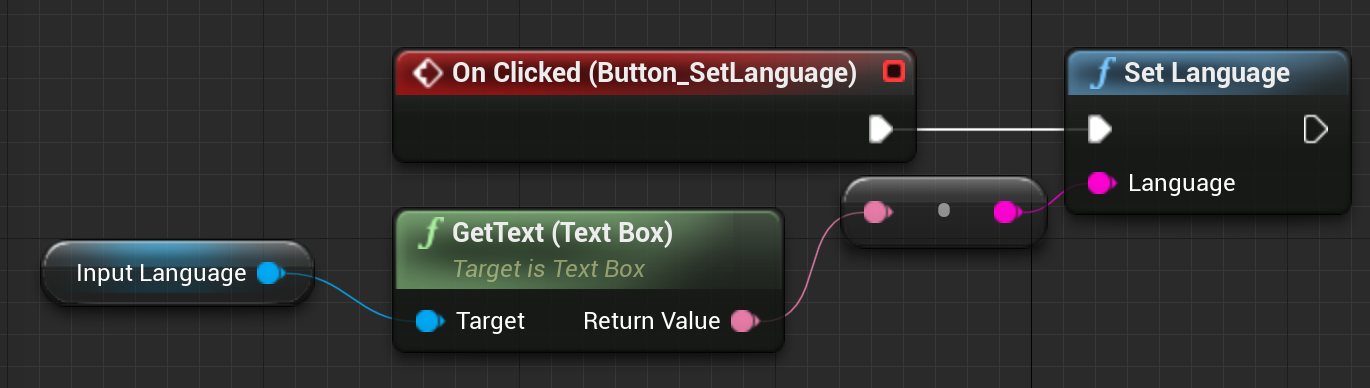 On Clicked (Button_SetLanguage)
Set Language
Language
GetText (Text Box)
Target is Text Box
Input Language
Target
Return Value